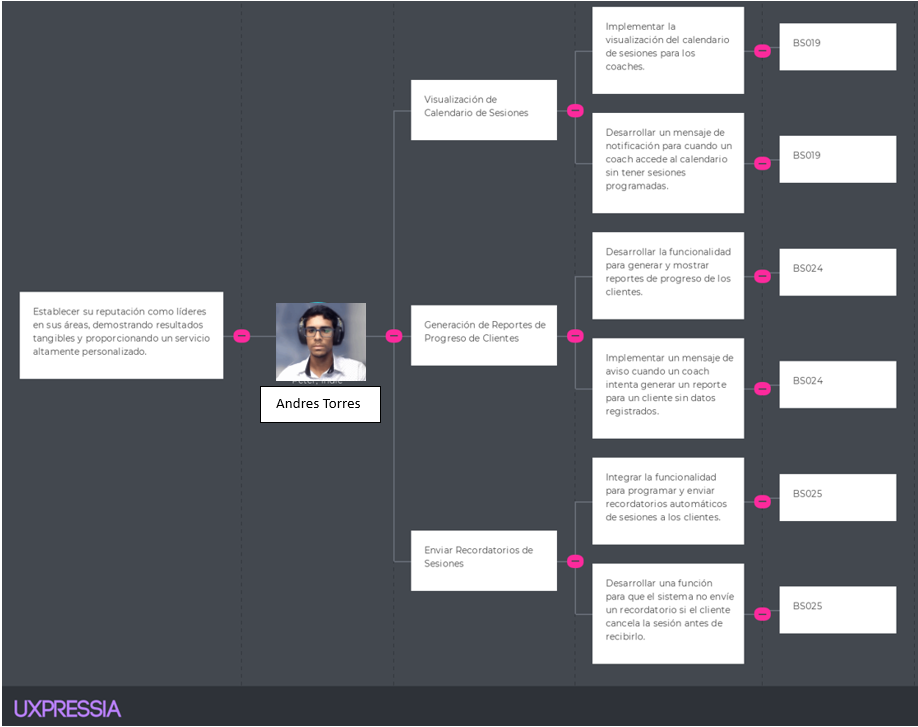 Establecer su reputación como líderes
en sus áreas, demostrando resultados
tangibles y proporcionando un servicio
altamente personalizado.
Andres Torres
Visualización de
Calendario de Sesiones
Implementar la
visualización del calendario
de sesiones para los
coaches.
BS019
Desarrollar un mensaje de
notificación para cuando un
coach accede al calendario
sin tener sesiones
programadas.
BS019
Generación de Reportes de
Progreso de Clientes
Desarrollar la funcionalidad
para generar y mostrar
reportes de progreso de los
clientes.
BS024
Implementar un mensaje de
aviso cuando un coach
intenta generar un reporte
para un cliente sin datos
registrados.
BS024
Enviar Recordatorios de
Sesiones
Integrar la funcionalidad
para programar y enviar
recordatorios automáticos
de sesiones a los clientes.
BS025
Desarrollar una función
para que el sistema no envíe
un recordatorio si el cliente
cancela la sesión antes de
recibirlo.
BS025
UXPRESSIA